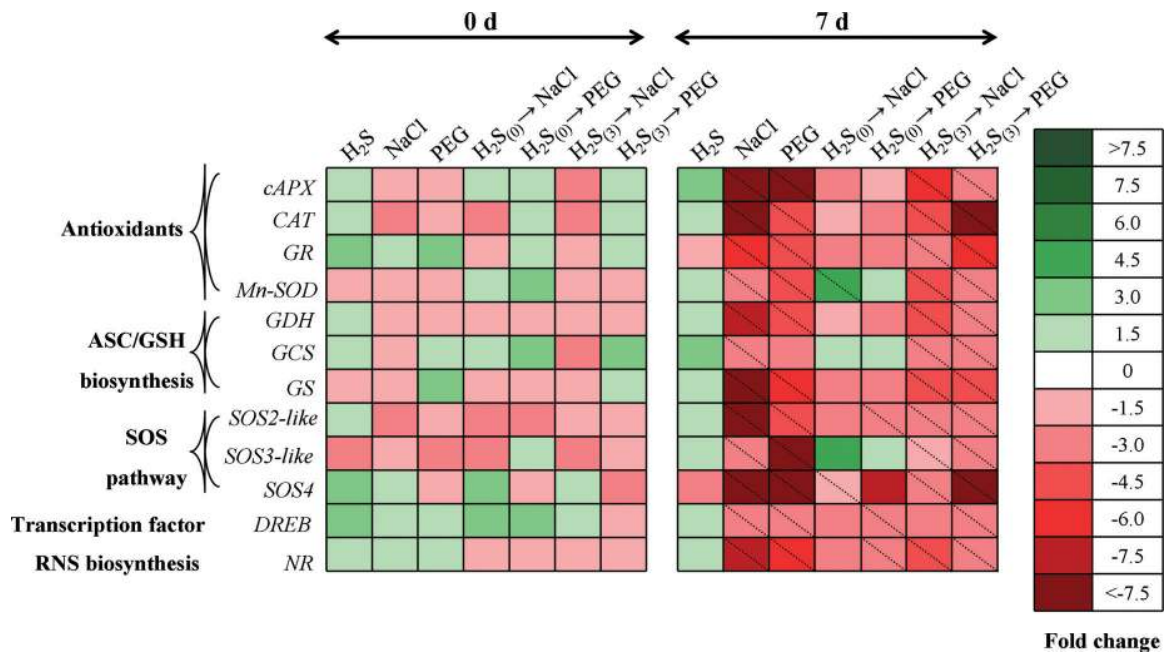 0 d
7 d
H2S
NaCl
PEG
H2S(0)→ NaCl
H2S(0)→ PEG
H2S(3)→ NaCl
H2S(3)→ PEG
H2S
NaCl
PEG
H2S(0)→ NaCl
H2S(0)→ PEG
H2S(3)→ NaCl
H2S(3)→ PEG
Antioxidants
cAPX
CAT
GR
Mn-SOD
ASC/GSH
biosynthesis
GDH
GCS
GS
SOS
pathway
SOS2-like
SOS3-like
SOS4
Transcription factor
DREB
RNS biosynthesis
NR
>7.5
7.5
6.0
4.5
3.0
1.5
0
-1.5
-3.0
-4.5
-6.0
-7.5
<-7.5
Fold change